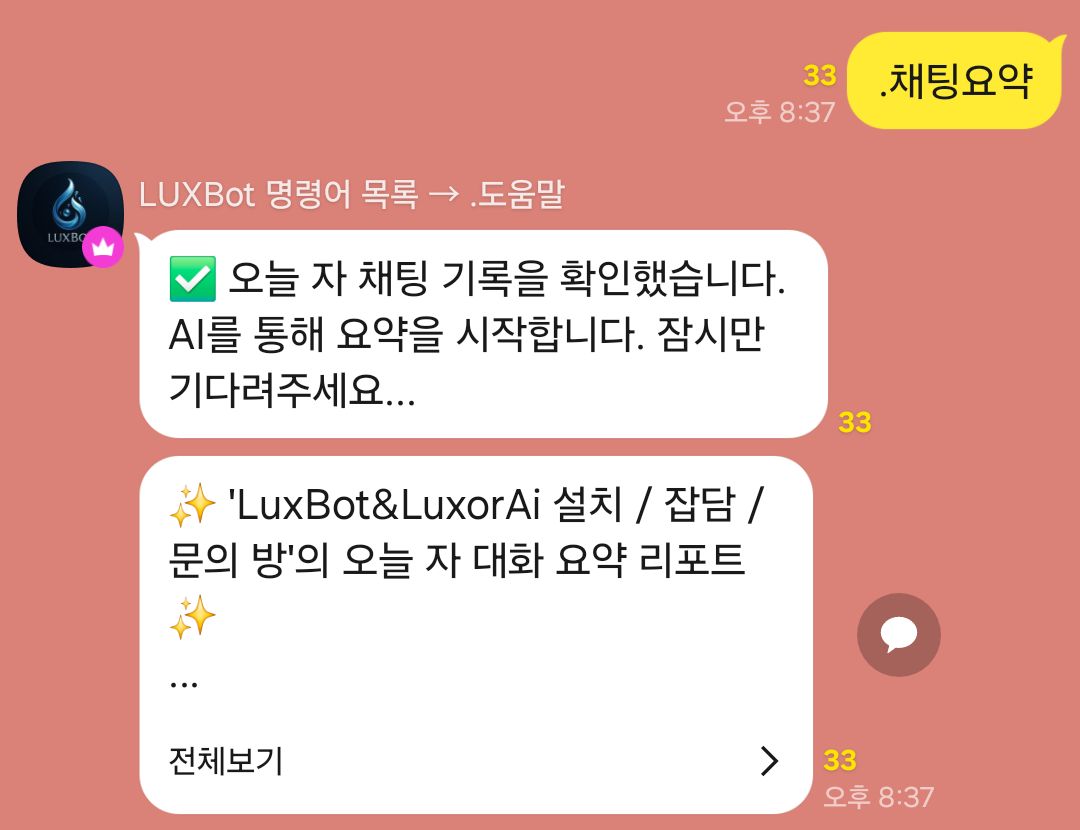 .채팅요약
33
오후 8:37
LUXBot 명령어 목록 → .도움말
✅ 오늘 자 채팅 기록을 확인했습니다.
AI를 통해 요약을 시작합니다. 잠시만
기다려주세요...
33
✨ 'LuxBot&LuxorAi 설치 / 잡담 /
문의 방'의 오늘 자 대화 요약 리포트
✨
...
전체보기
33
오후 8:37